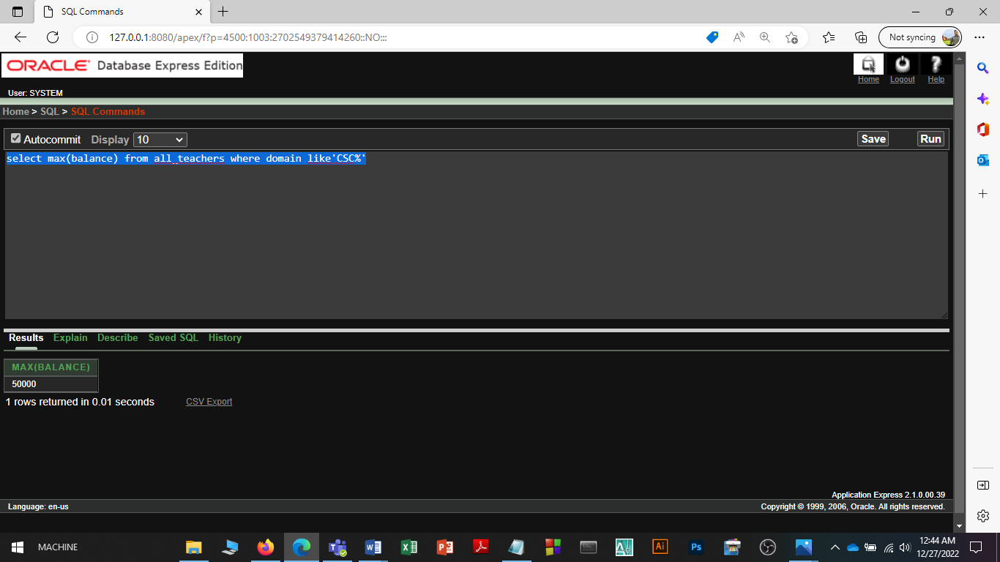 SQL Commands
127.0.0.1:8080/apex/f?p=4500:1003:2702549379414260::NO:::
Not syncing
ORACLE Database Express Edition
Home Logout Help
User: SYSTEM
Home > SQL > SQL Commands
Autocommit Display 10 Save Run
select max(balance) from all_teachers where domain like'CSC%'
Results Explain Describe Saved SQL History
MAX(BALANCE)
50000
1 rows returned in 0.01 seconds CSV Export
Application Express 2.1.0.00.39
Language: en-us Copyright © 1999, 2006, Oracle. All rights reserved.
MACHINE
12:44 AM
12/27/2022